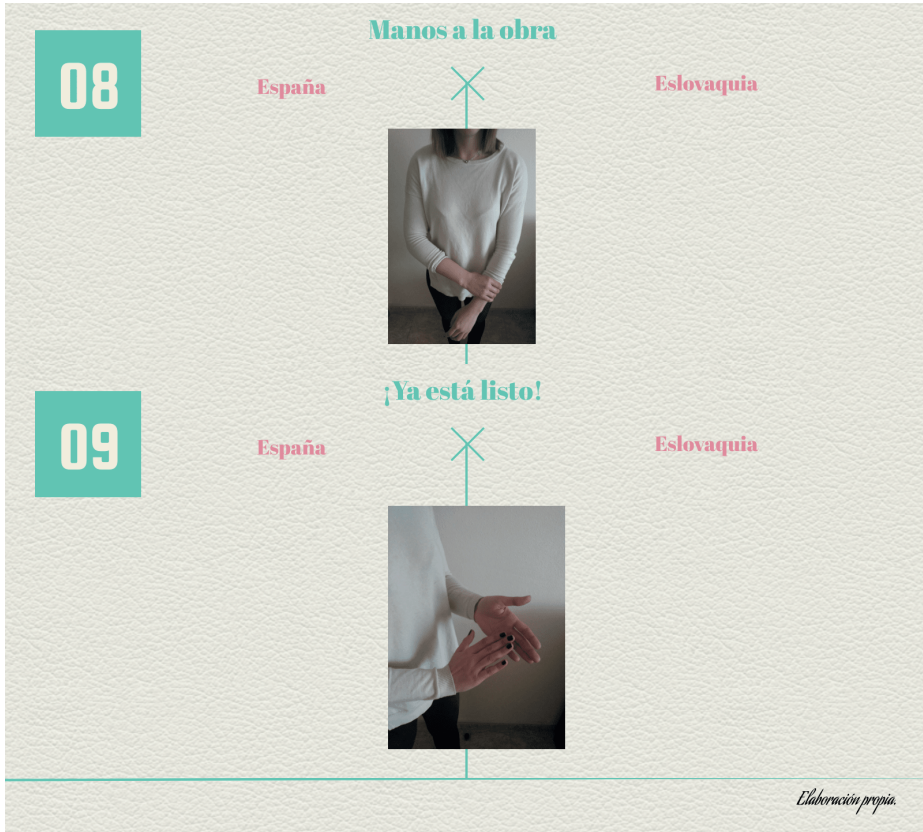 Manos a la obra
08
España
Eslovaquia
¡Ya está listo!
09
España
Eslovaquia
Elaboración propia.